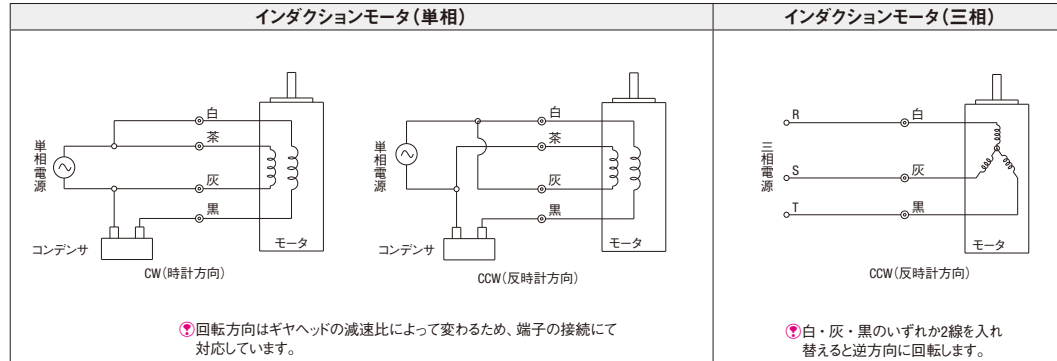 インダクションモータ(単相)
インダクションモータ(三相)
白
茶
灰
黒
単相電源
コンデンサ
モータ
CW(時計方向)
白
茶
灰
黒
単相電源
コンデンサ
モータ
CCW(反時計方向)
回転方向はギヤヘッドの減速比によって変わるため、端子の接続にて
対応しています。
R
白
三相電源
S
灰
T
黒
モータ
CCW(反時計方向)
白・灰・黒のいずれか2線を入れ
替えると逆方向に回転します。